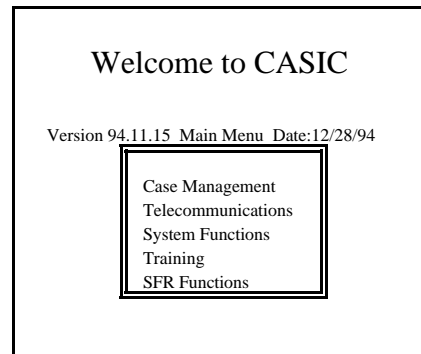 Welcome to CASIC
Version 94.11.15 Main Menu Date:12/28/94
Case Management
Telecommunications
System Functions
Training
SFR Functions